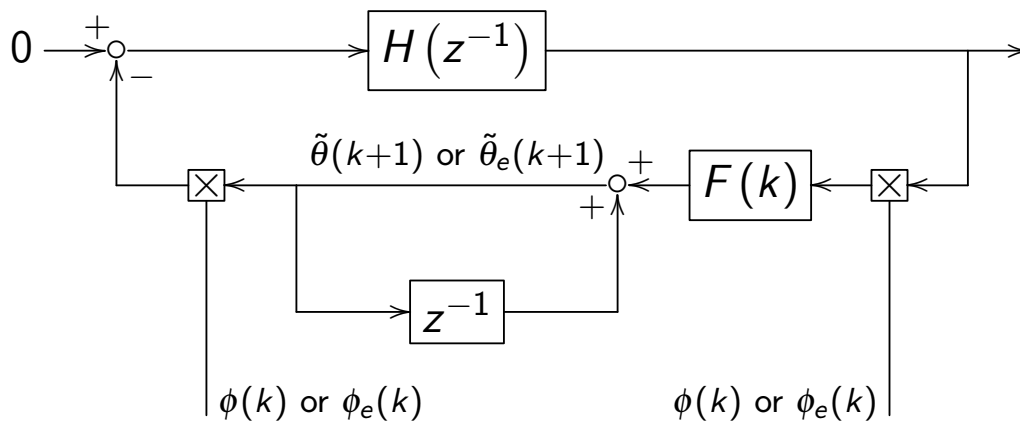 0
+
−
H(z⁻¹)
θ̃(k+1) or θ̃ₑ(k+1)
+
+
F(k)
z⁻¹
ϕ(k) or ϕₑ(k)
ϕ(k) or ϕₑ(k)